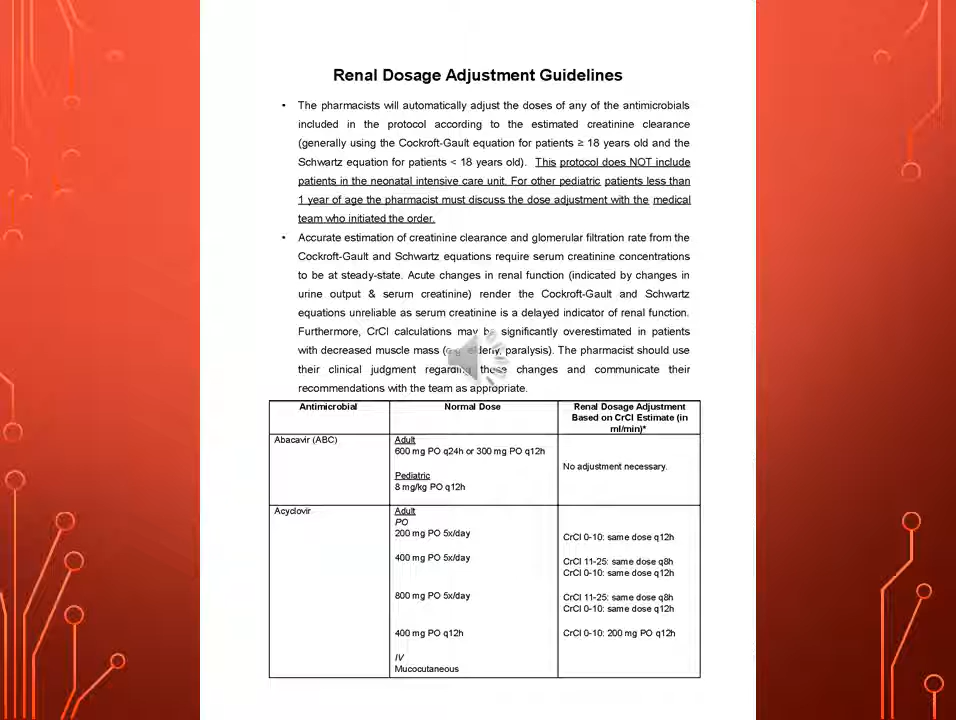 Renal Dosage Adjustment Guidelines
• The pharmacists will automatically adjust the doses of any of the antimicrobials
included in the protocol according to the estimated creatinine clearance
(generally using the Cockroft-Gault equation for patients ≥ 18 years old and the
Schwartz equation for patients < 18 years old). This protocol does NOT include
patients in the neonatal intensive care unit. For other pediatric patients less than
1 year of age the pharmacist must discuss the dose adjustment with the medical
team who initiated the order.
• Accurate estimation of creatinine clearance and glomerular filtration rate from the
Cockroft-Gault and Schwartz equations require serum creatinine concentrations
to be at steady-state. Acute changes in renal function (indicated by changes in
urine output & serum creatinine) render the Cockroft-Gault and Schwartz
equations unreliable as serum creatinine is a delayed indicator of renal function.
Furthermore, CrCl calculations may be significantly overestimated in patients
with decreased muscle mass (e.g. elderly, paralysis). The pharmacist should use
their clinical judgment regarding these changes and communicate their
recommendations with the team as appropriate.
Antimicrobial Normal Dose Renal Dosage Adjustment
Based on CrCl Estimate (in
ml/min)*
Abacavir (ABC) Adult
600 mg PO q24h or 300 mg PO q12h
No adjustment necessary.
Pediatric
8 mg/kg PO q12h
Acyclovir Adult
PO
200 mg PO 5x/day CrCl 0-10: same dose q12h
400 mg PO 5x/day CrCl 11-25: same dose q8h
CrCl 0-10: same dose q12h
800 mg PO 5x/day CrCl 11-25: same dose q8h
CrCl 0-10: same dose q12h
400 mg PO q12h CrCl 0-10: 200 mg PO q12h
IV
Mucocutaneous